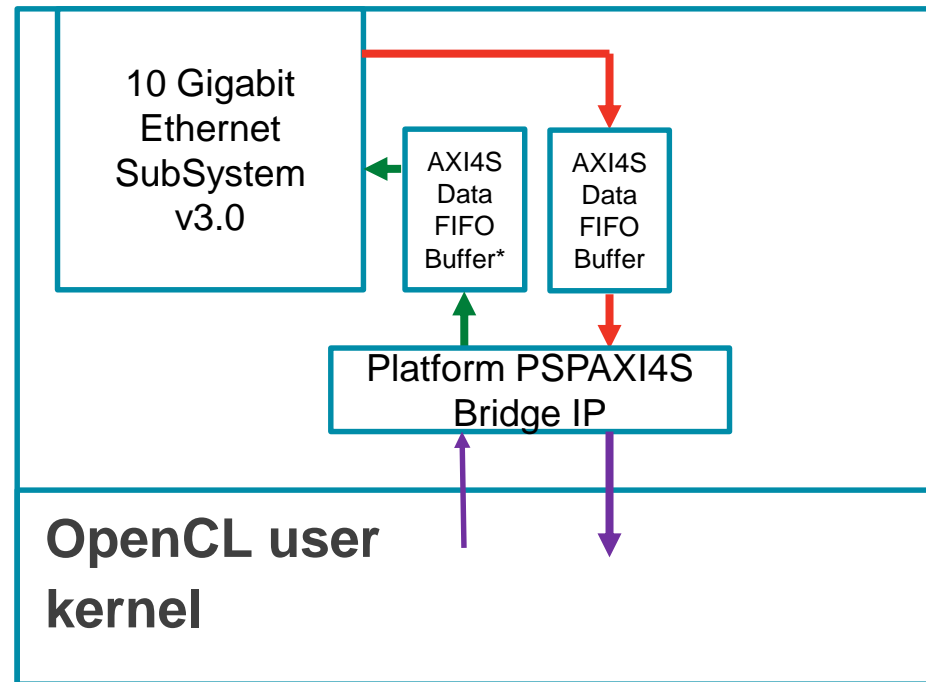 10 Gigabit
Ethernet
SubSystem
v3.0
AXI4S
Data
FIFO
Buffer*
AXI4S
Data
FIFO
Buffer
Platform PSPAXI4S
Bridge IP
OpenCL user
kernel